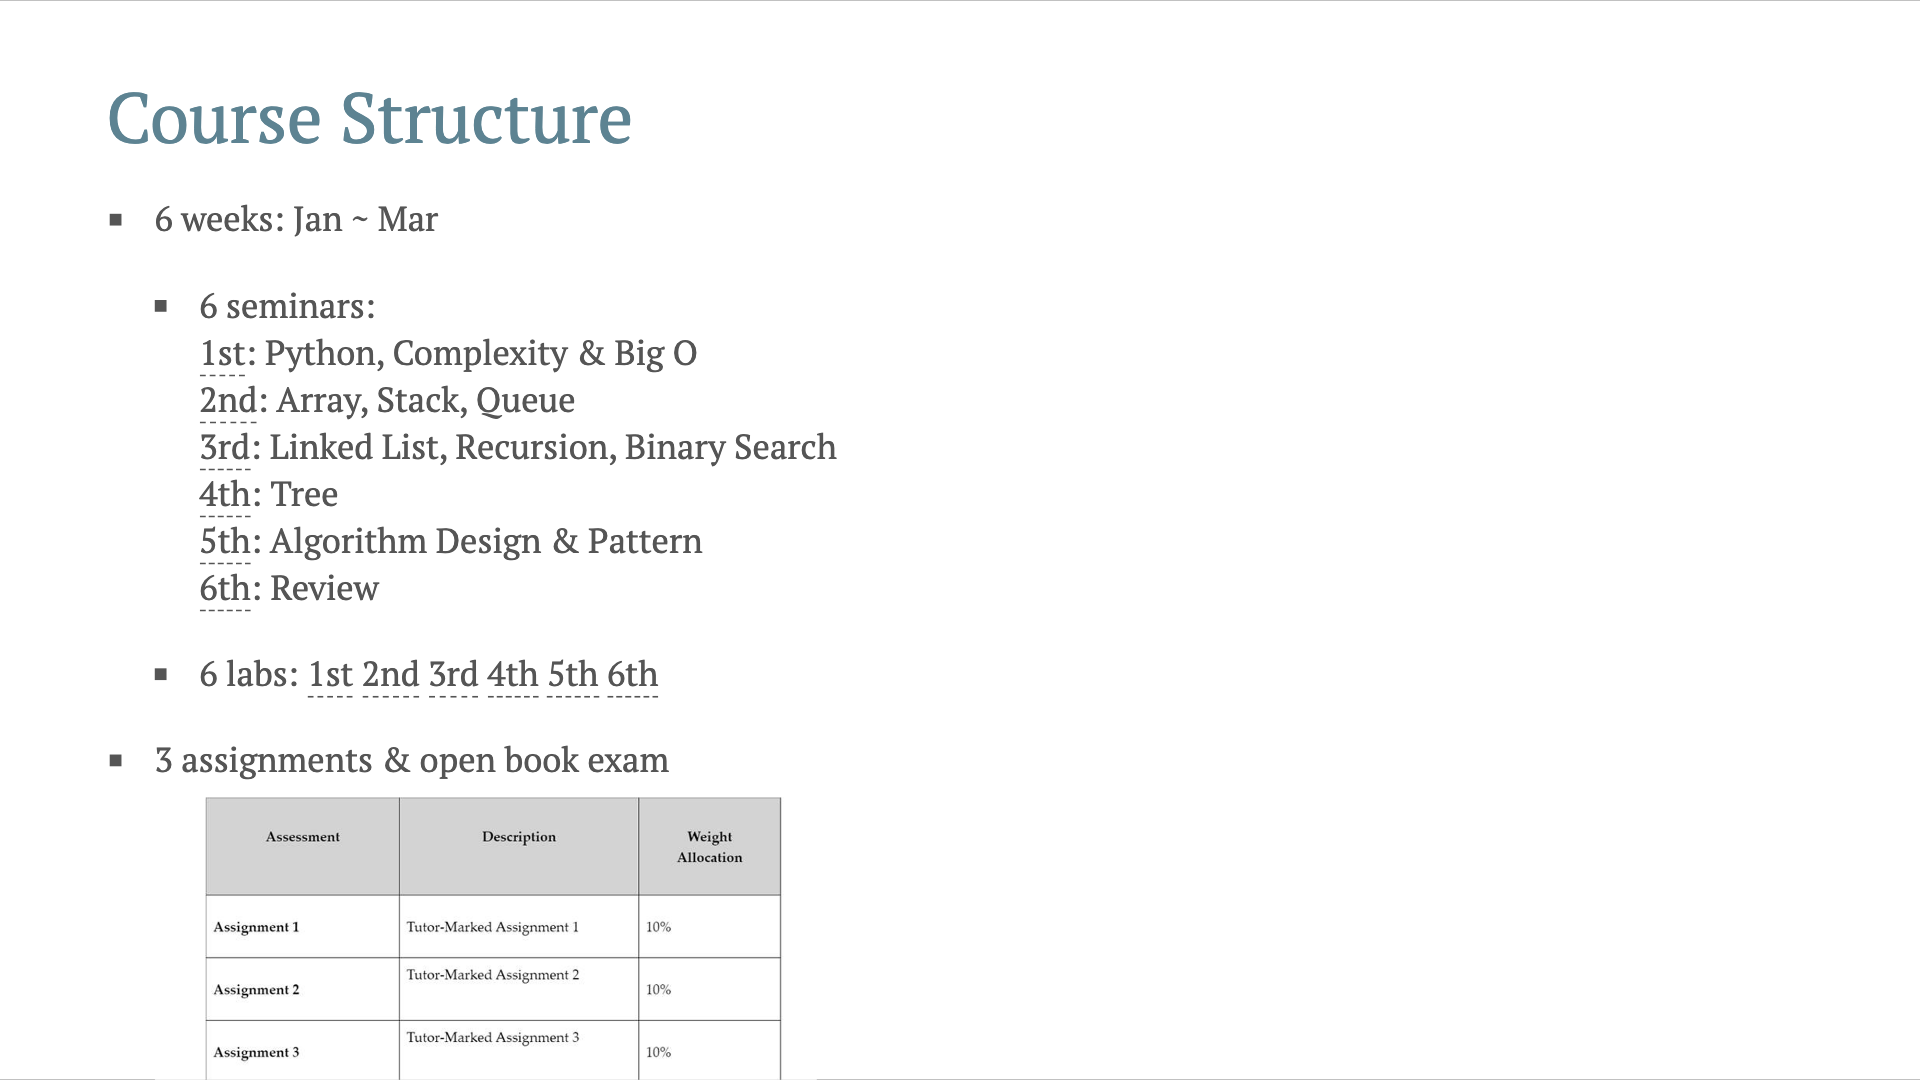 Course Structure
6 weeks: Jan ~ Mar
6 seminars:
1st: Python, Complexity & Big O
2nd: Array, Stack, Queue
3rd: Linked List, Recursion, Binary Search
4th: Tree
5th: Algorithm Design & Pattern
6th: Review
6 labs: 1st 2nd 3rd 4th 5th 6th
3 assignments & open book exam
Assessment Description Weight
Allocation
Assignment 1 Tutor-Marked Assignment 1 10%
Assignment 2 Tutor-Marked Assignment 2 10%
Assignment 3 Tutor-Marked Assignment 3 10%